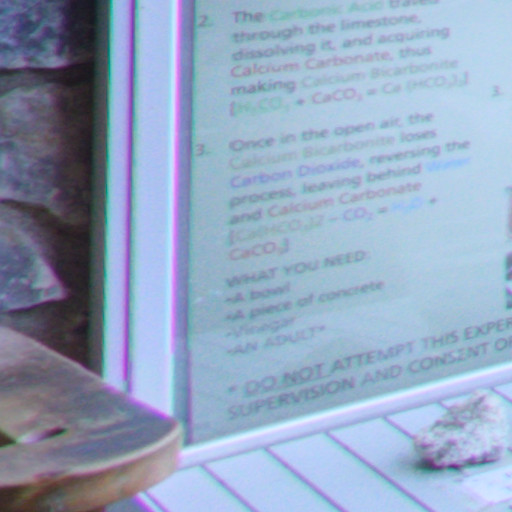 2. The Carbonic Acid travels
through the limestone,
dissolving it, and acquiring
Calcium Carbonate, thus
making Calcium Bicarbonate
[H₂CO₃ + CaCO₃ = Ca (HCO₃)₂]
3.
3. Once in the open air, the
Calcium Bicarbonate loses
Carbon Dioxide, reversing the
process, leaving behind Water
and Calcium Carbonate
[Ca(HCO₃)2 - CO₂ = H₂O +
CaCO₃]
WHAT YOU NEED:
•A bowl
•A piece of concrete
•Vinegar
•AN ADULT*
* DO NOT ATTEMPT THIS EXPER
SUPERVISION AND CONSENT O